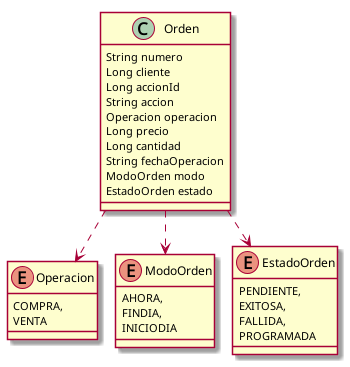 C Orden
String numero
Long cliente
Long accionId
String accion
Operacion operacion
Long precio
Long cantidad
String fechaOperacion
ModoOrden modo
EstadoOrden estado
E Operacion
COMPRA,
VENTA
E ModoOrden
AHORA,
FINDIA,
INICIODIA
E EstadoOrden
PENDIENTE,
EXITOSA,
FALLIDA,
PROGRAMADA